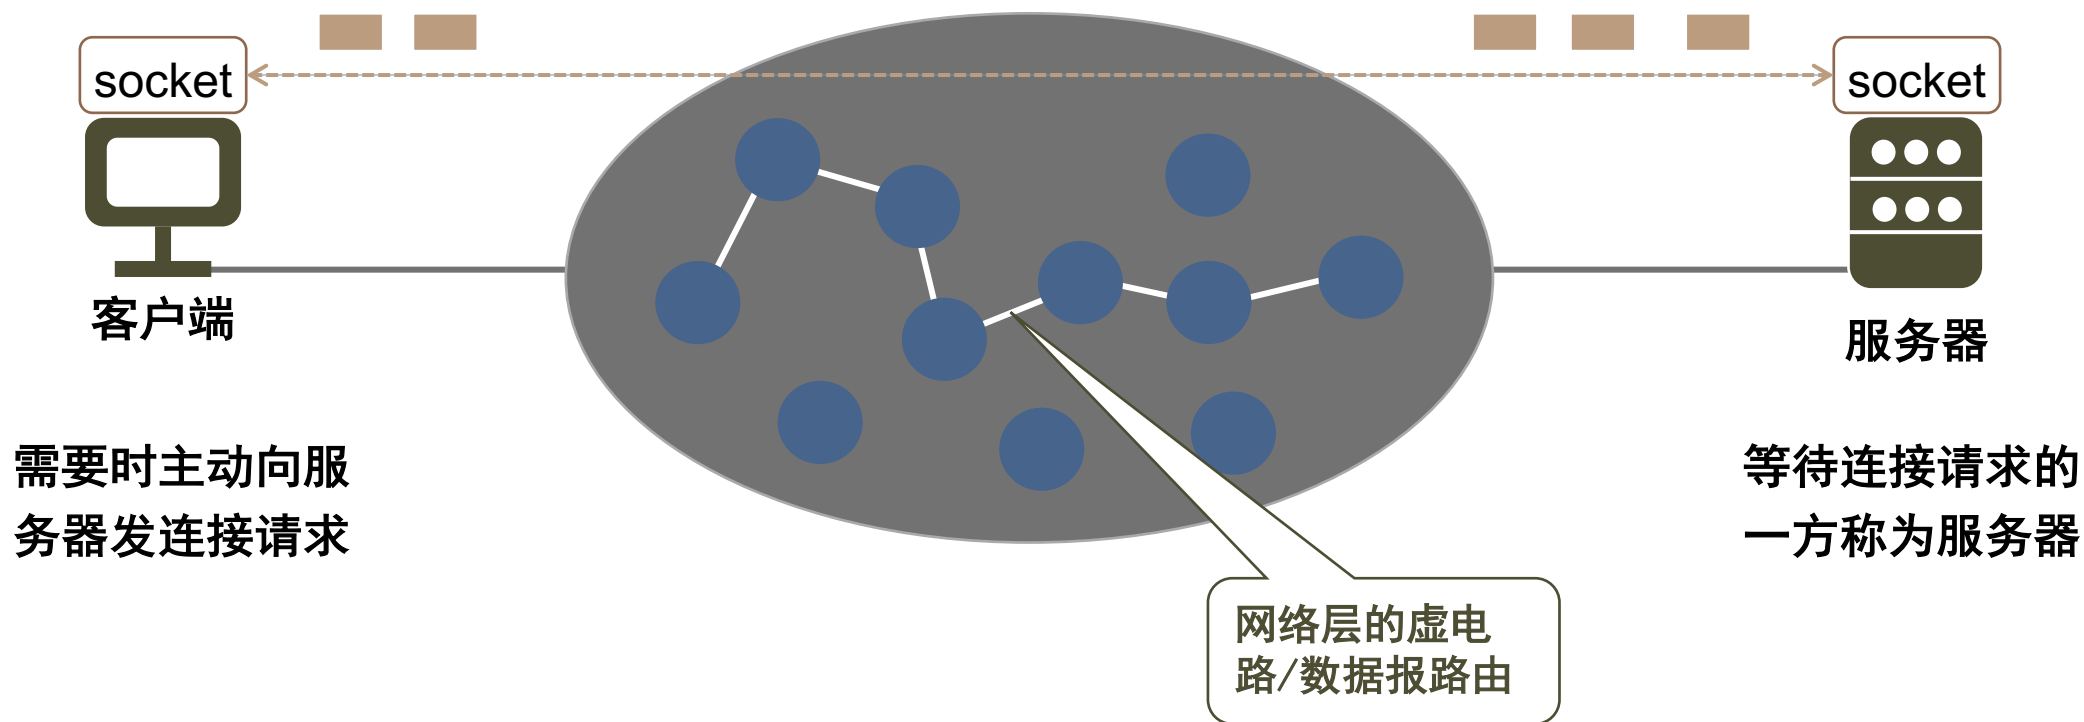 socket
socket
客户端
服务器
需要时主动向服
务器发连接请求
等待连接请求的
一方称为服务器
网络层的虚电
路/数据报路由